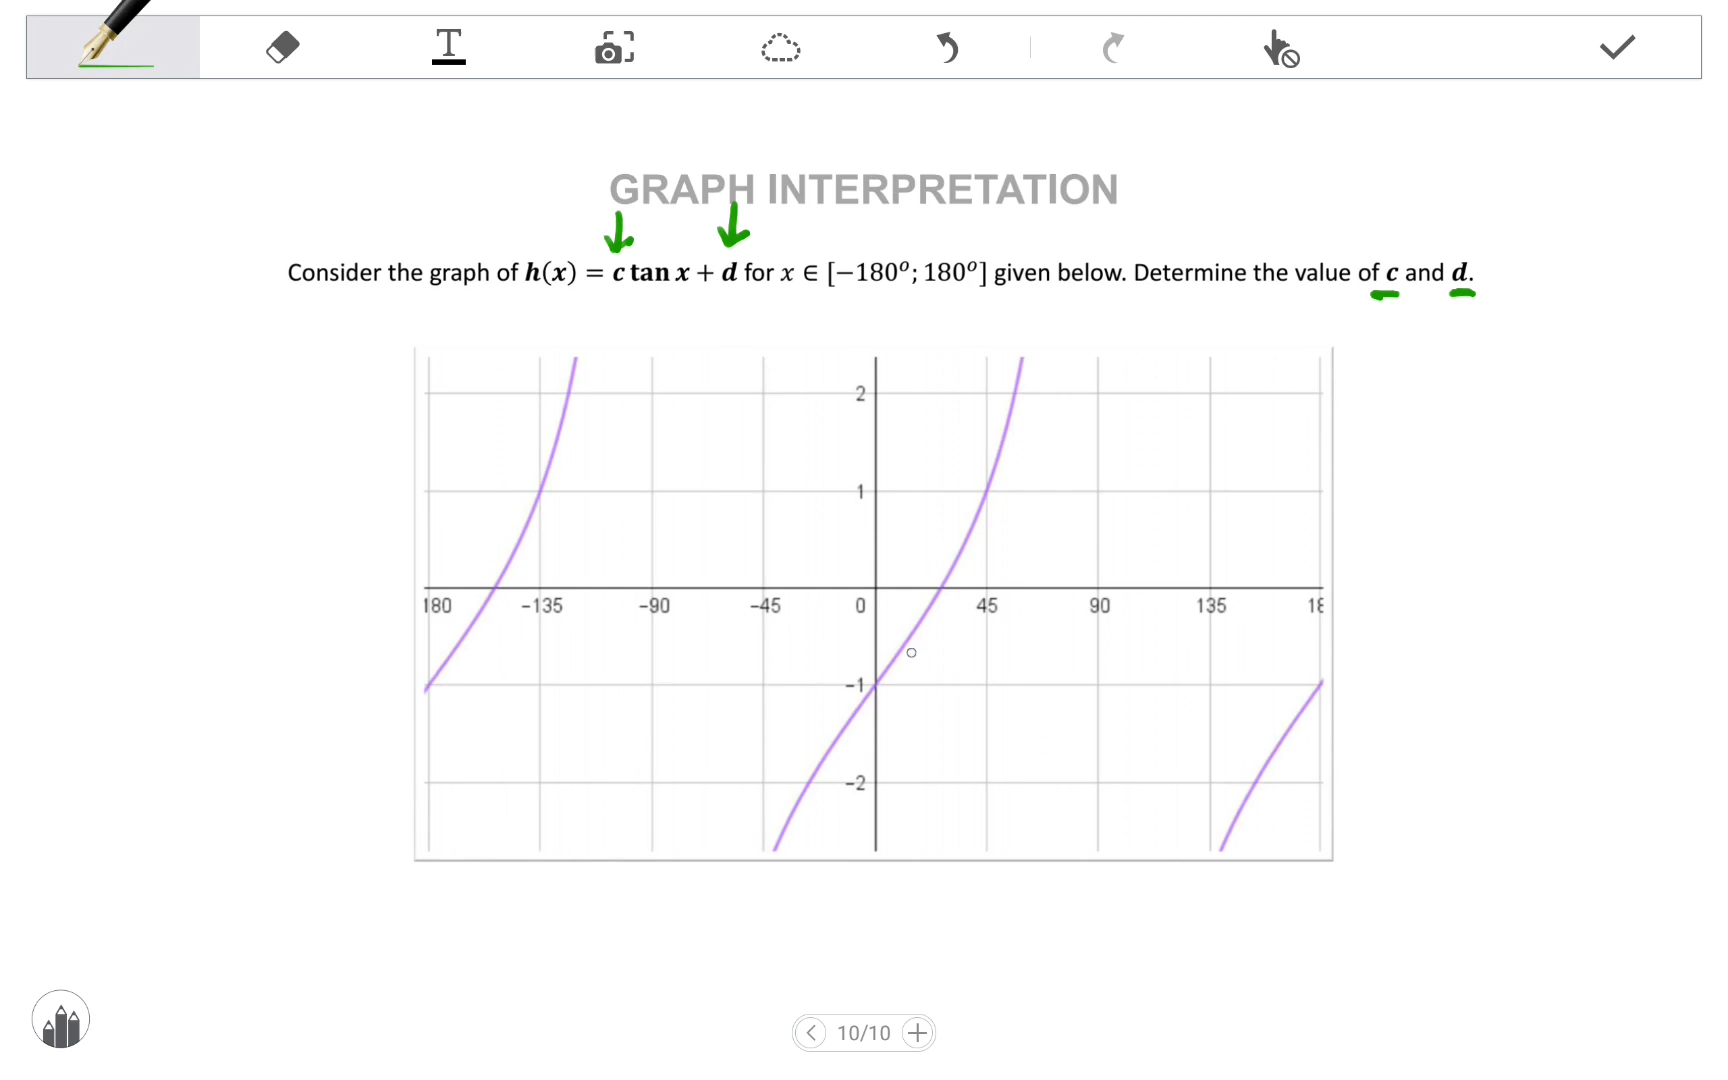 T
GRAPH INTERPRETATION
Consider the graph of h(x) = c tan x + d for x ∈ [−180°; 180°] given below. Determine the value of c and d.
2
1
180 −135 −90 −45 0 45 90 135 18
−1
−2
10/10